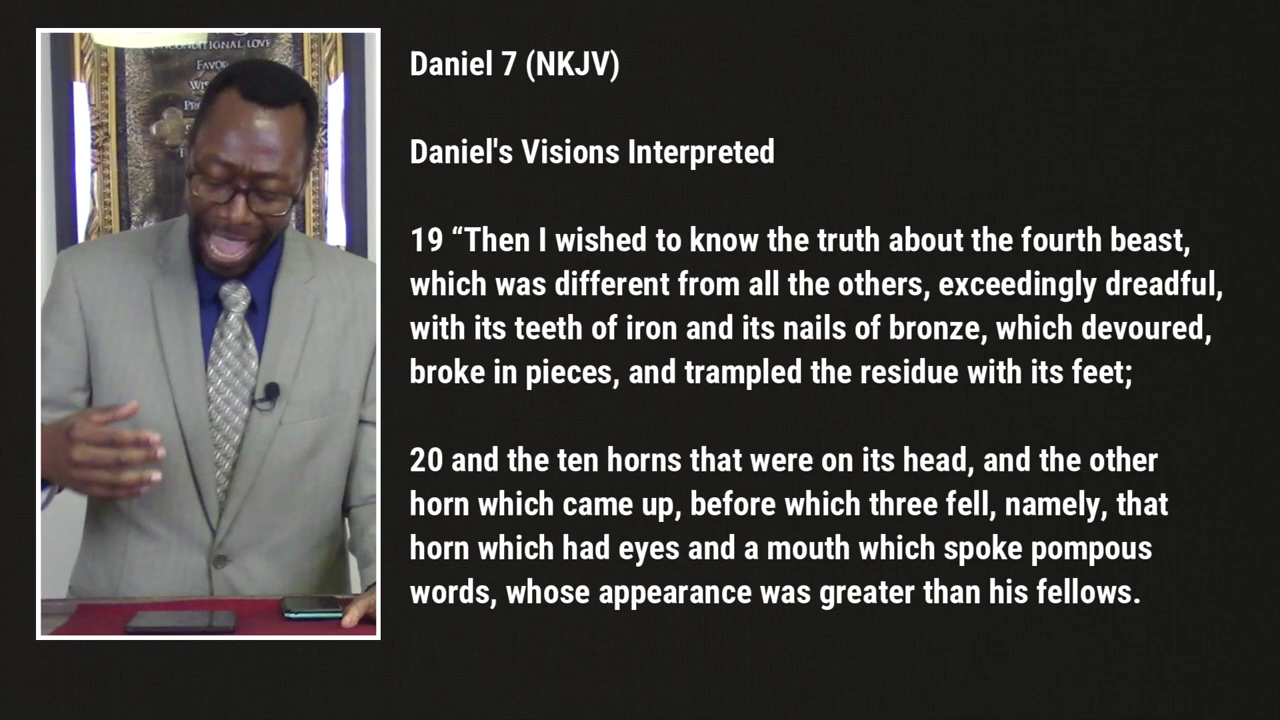 UNCONDITIONAL LOVE
FAVOR
Daniel 7 (NKJV)
Daniel's Visions Interpreted
19 “Then I wished to know the truth about the fourth beast,
which was different from all the others, exceedingly dreadful,
with its teeth of iron and its nails of bronze, which devoured,
broke in pieces, and trampled the residue with its feet;
20 and the ten horns that were on its head, and the other
horn which came up, before which three fell, namely, that
horn which had eyes and a mouth which spoke pompous
words, whose appearance was greater than his fellows.